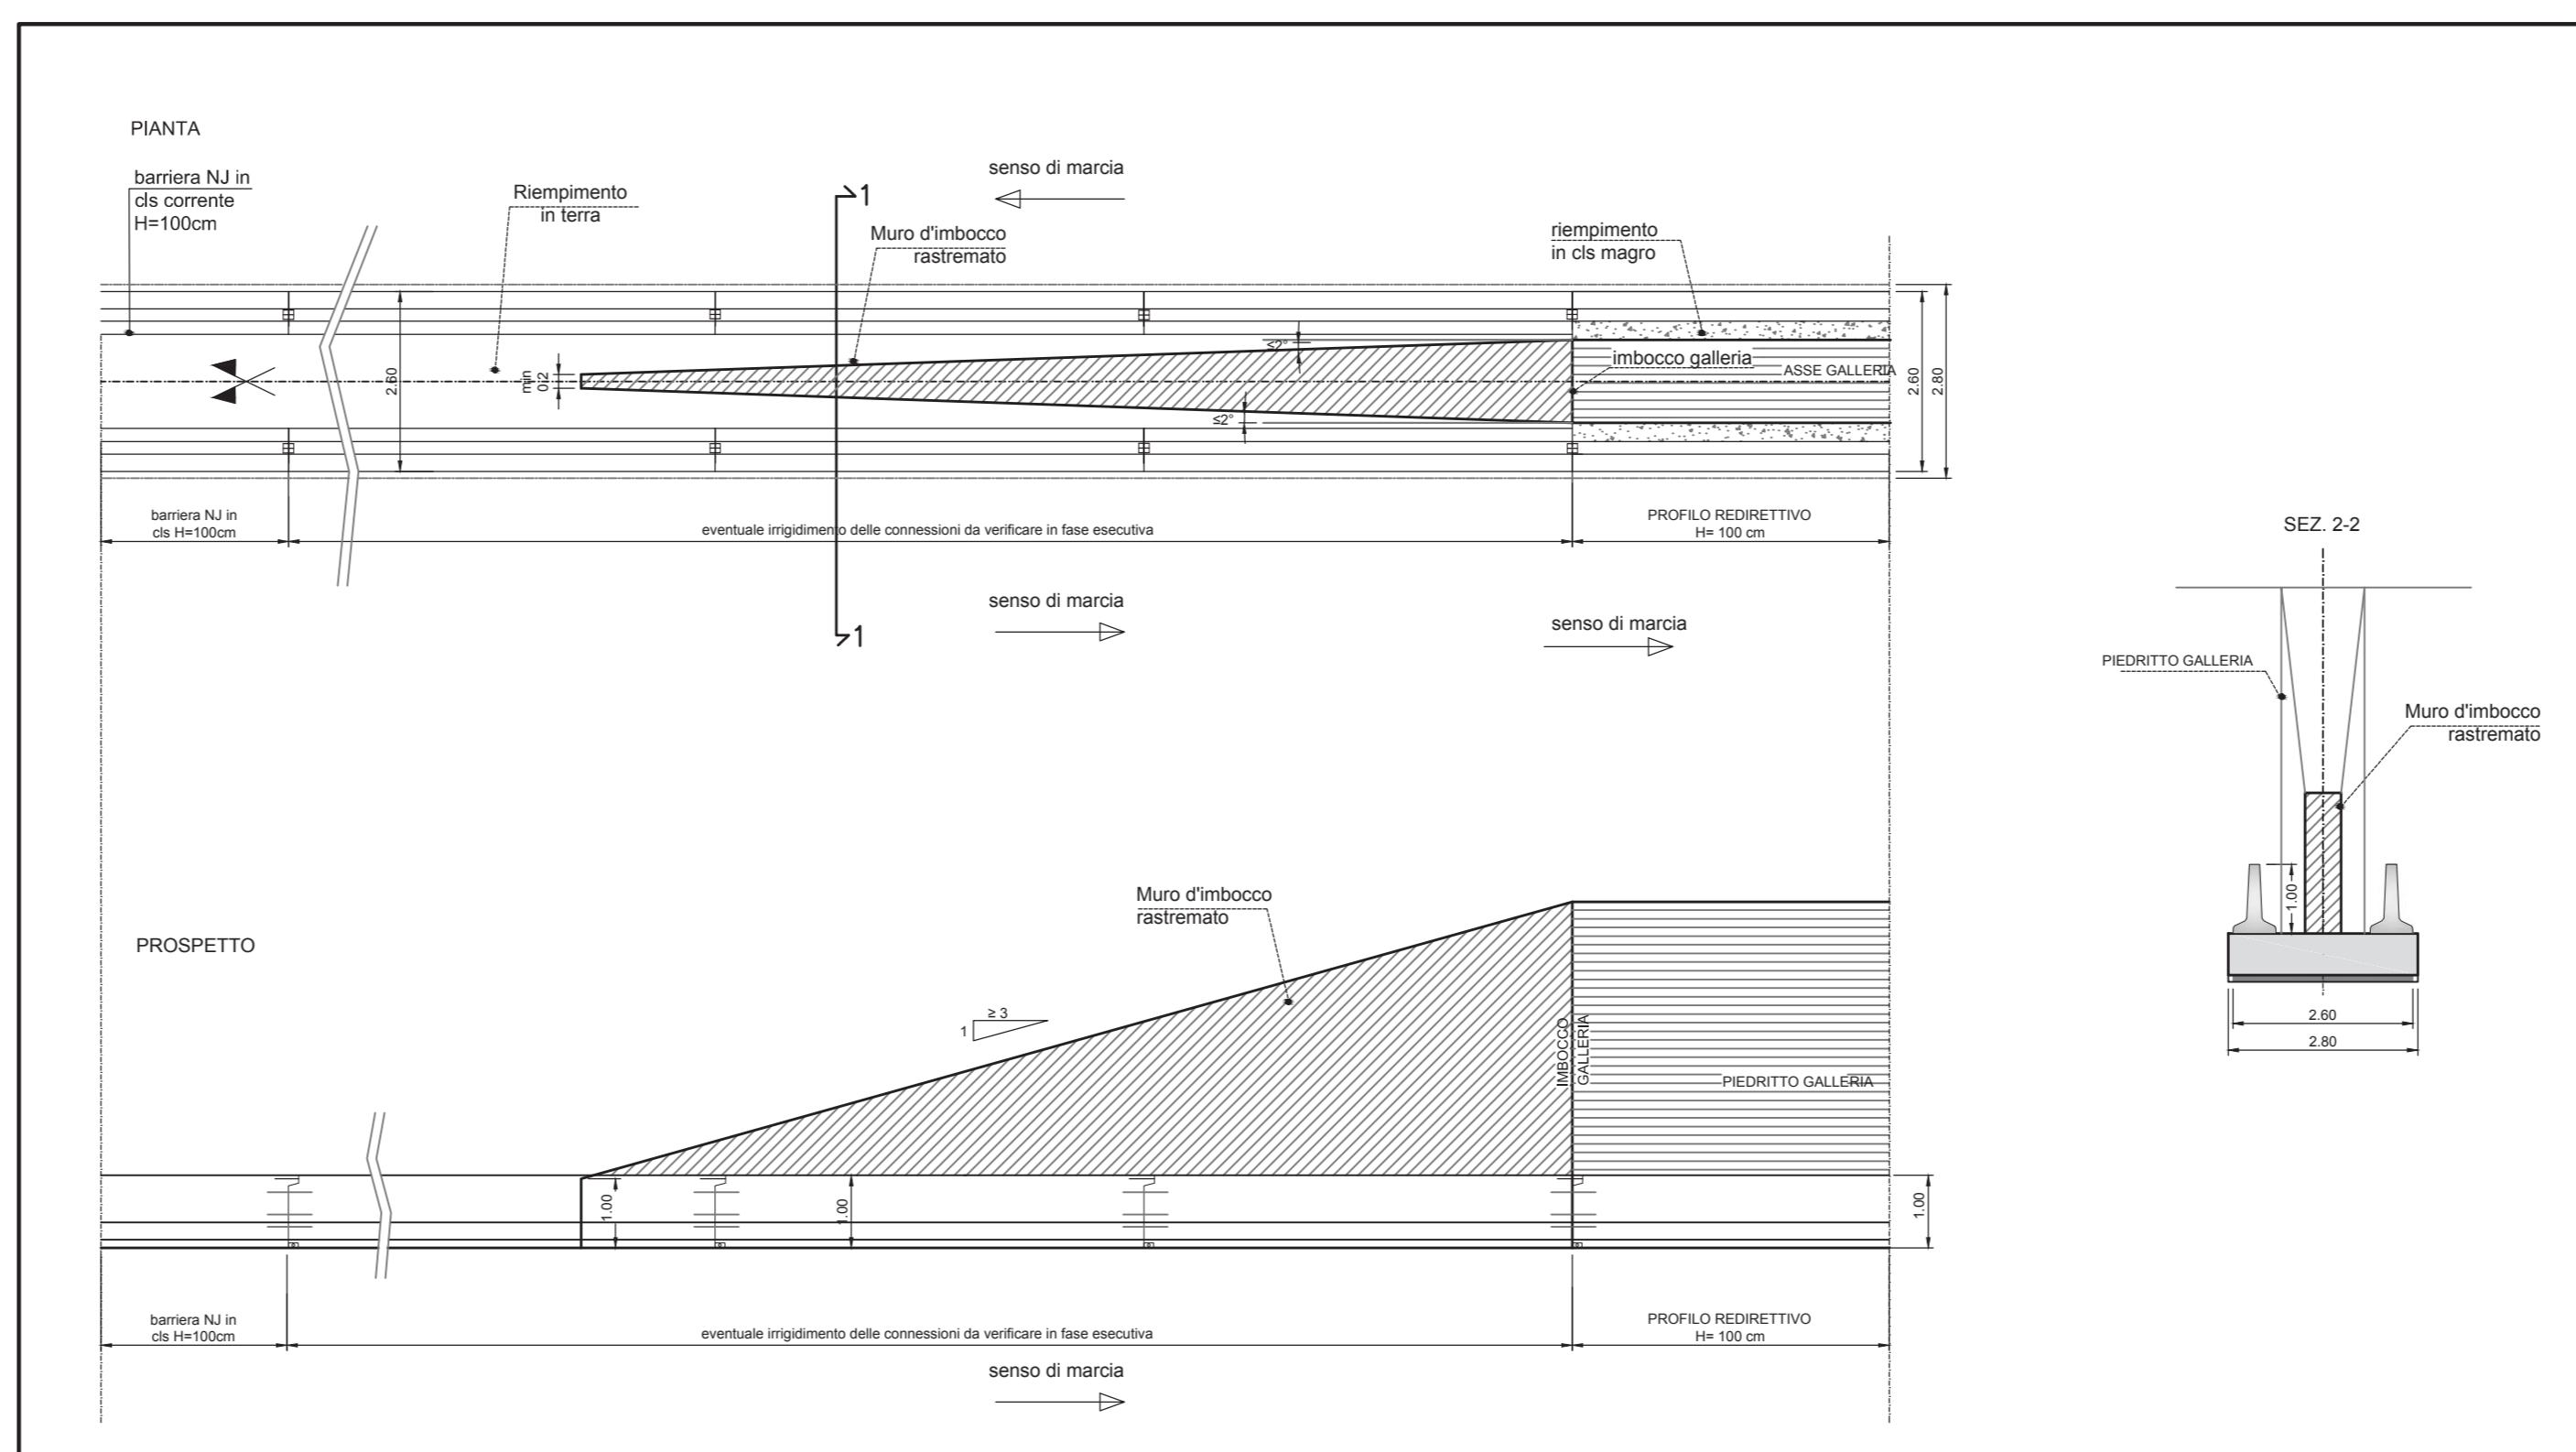 PIANTA
barriera NJ in
cls corrente
H=100cm
Riempimento
in terra
1
senso di marcia
Muro d'imbocco
rastremato
riempimento
in cls magro
2.60
min
0.2
≤2°
≤2°
imbocco galleria
ASSE GALLERIA
2.60
2.80
barriera NJ in
cls H=100cm
eventuale irrigidimento delle connessioni da verificare in fase esecutiva
PROFILO REDIRETTIVO
H= 100 cm
senso di marcia
1
senso di marcia
SEZ. 2-2
PIEDRITTO GALLERIA
Muro d'imbocco
rastremato
1.00
2.60
2.80
PROSPETTO
Muro d'imbocco
rastremato
≥ 3
1
IMBOCCO
GALLERIA
PIEDRITTO GALLERIA
1.00
1.00
1.00
barriera NJ in
cls H=100cm
eventuale irrigidimento delle connessioni da verificare in fase esecutiva
PROFILO REDIRETTIVO
H= 100 cm
senso di marcia